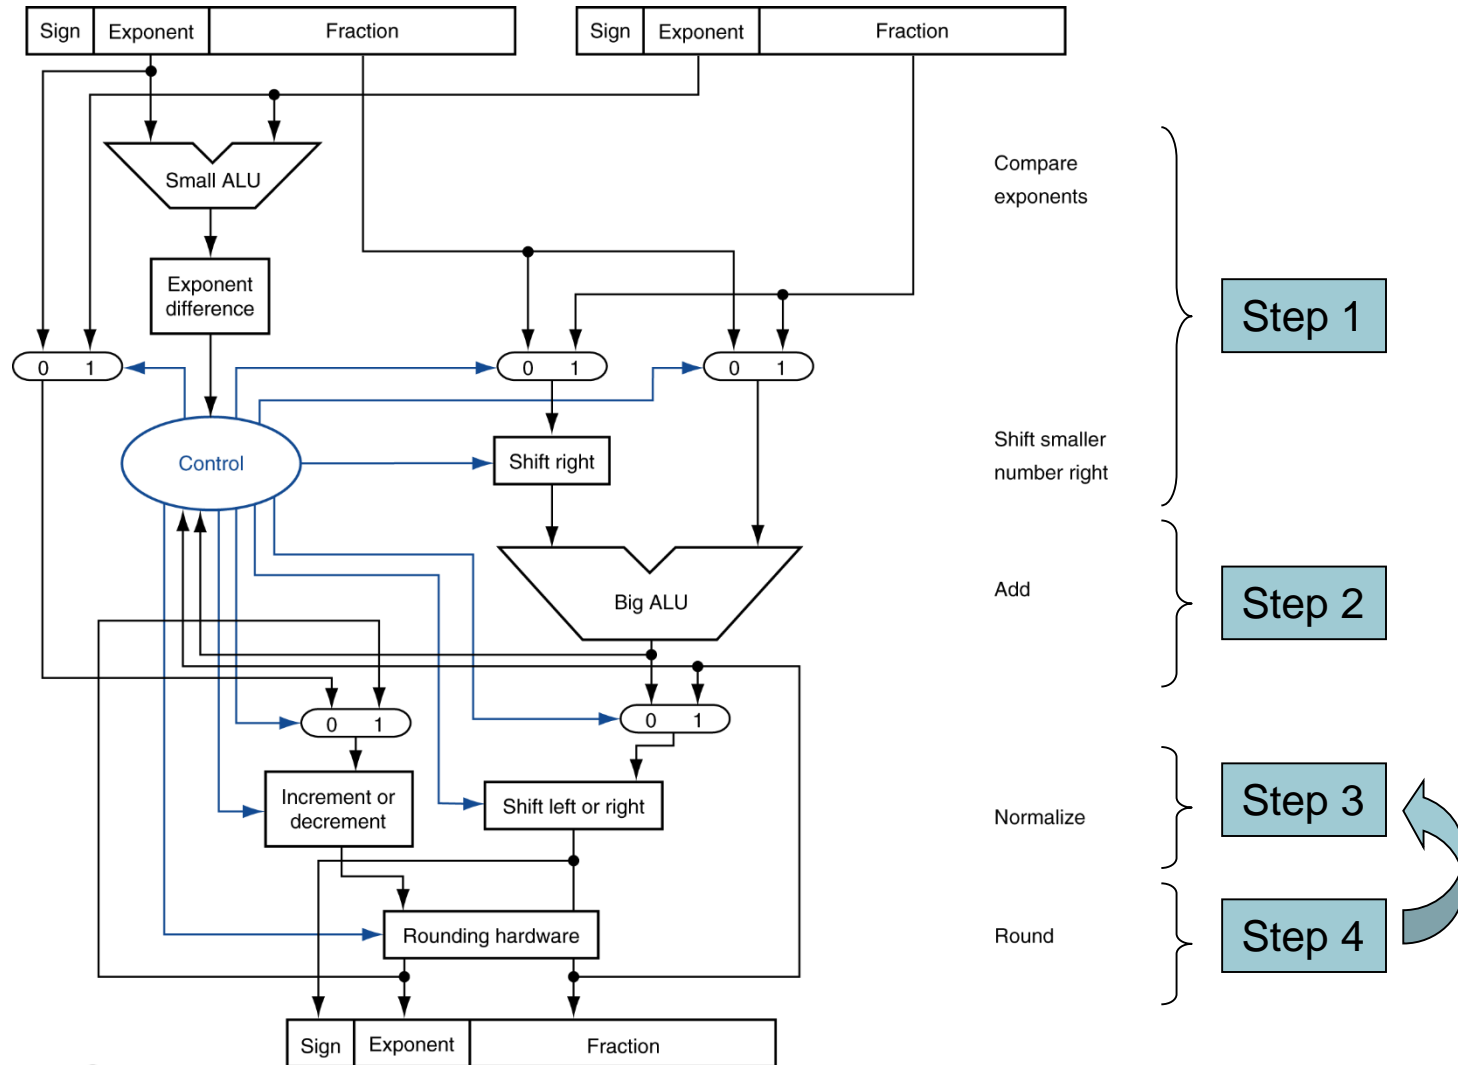 Sign Exponent Fraction
Sign Exponent Fraction
Small ALU
Compare
exponents
Exponent
difference
Step 1
0 1
0 1
0 1
Control
Shift right
Shift smaller
number right
Big ALU
Add
Step 2
0 1
0 1
Increment or
decrement
Shift left or right
Normalize
Step 3
Rounding hardware
Round
Step 4
Sign Exponent Fraction